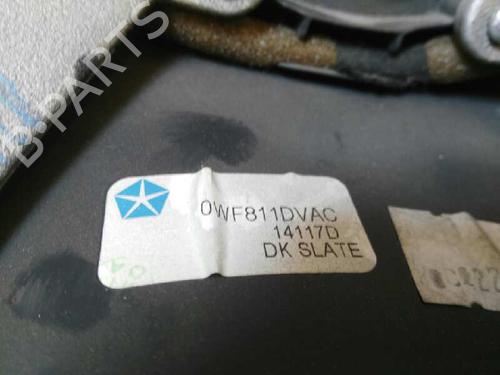 B-PARTS
0WF811DVAC
14117D
DK SLATE